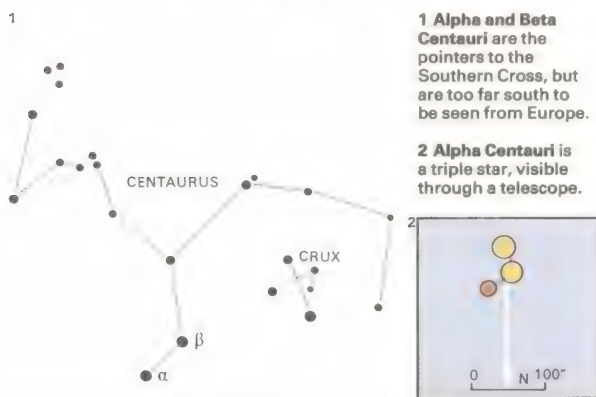 1
CENTAURUS
CRUX
β
α
1 Alpha and Beta
Centauri are the
pointers to the
Southern Cross, but
are too far south to
be seen from Europe.
2 Alpha Centauri is
a triple star, visible
through a telescope.
2
0 N 100"